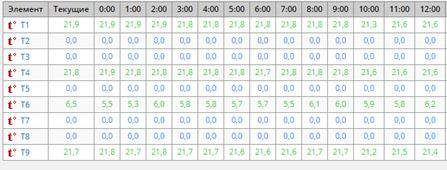 Элемент Текущие 0:00 1:00 2:00 3:00 4:00 5:00 6:00 7:00 8:00 9:00 10:00 11:00 12:00
t° T1 21,9 21,9 21,9 21,9 21,8 21,8 21,8 21,8 21,8 21,8 21,8 21,3 21,6 21,6
t° T2 0,0 0,0 0,0 0,0 0,0 0,0 0,0 0,0 0,0 0,0 0,0 0,0 0,0 0,0
t° T3 0,0 0,0 0,0 0,0 0,0 0,0 0,0 0,0 0,0 0,0 0,0 0,0 0,0 0,0
t° T4 21,8 21,9 21,8 21,8 21,8 21,8 21,8 21,7 21,8 21,8 21,8 21,6 21,6 21,6
t° T5 0,0 0,0 0,0 0,0 0,0 0,0 0,0 0,0 0,0 0,0 0,0 0,0 0,0 0,0
t° T6 6,5 5,5 5,3 6,0 5,8 5,8 5,7 5,7 5,5 6,1 6,0 5,9 5,8 6,2
t° T7 0,0 0,0 0,0 0,0 0,0 0,0 0,0 0,0 0,0 0,0 0,0 0,0 0,0 0,0
t° T8 0,0 0,0 0,0 0,0 0,0 0,0 0,0 0,0 0,0 0,0 0,0 0,0 0,0 0,0
t° T9 21,7 21,8 21,7 21,8 21,7 21,7 21,6 21,6 21,6 21,7 21,7 21,2 21,5 21,4